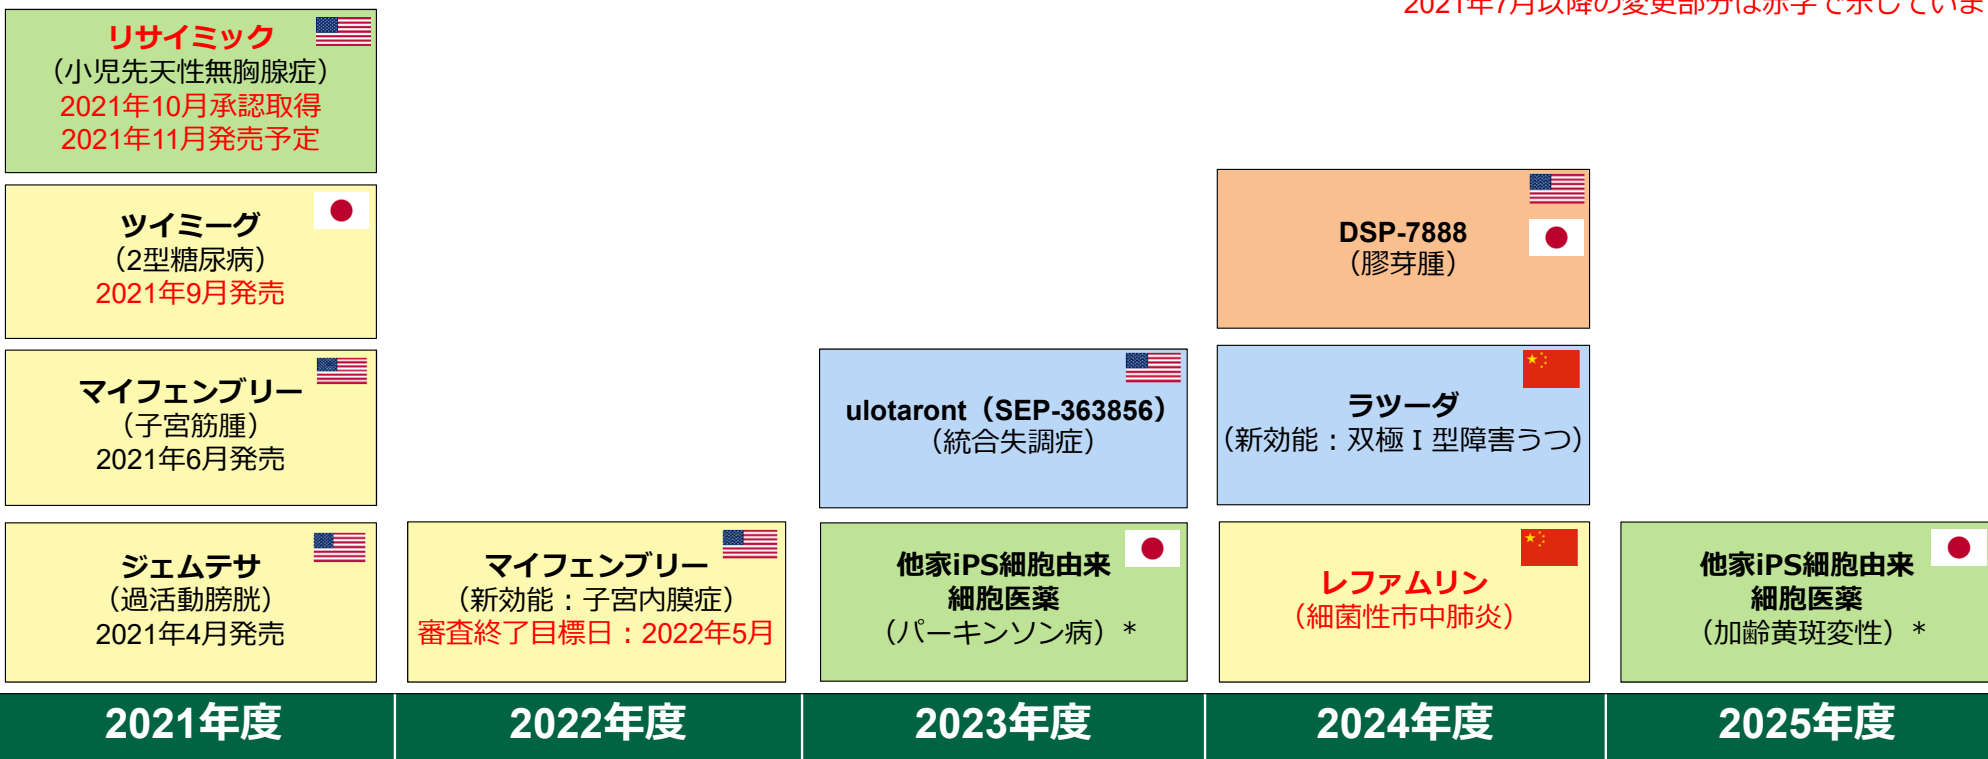 2021年7月以降の変更部分は赤字で示していま
リサイミック
（小児先天性無胸腺症）
2021年10月承認取得
2021年11月発売予定
ツイミーグ
（2型糖尿病）
2021年9月発売
マイフェンブリー
（子宮筋腫）
2021年6月発売
ジェムテサ
（過活動膀胱）
2021年4月発売
マイフェンブリー
（新効能：子宮内膜症）
審査終了目標日：2022年5月
ulotaront（SEP-363856）
（統合失調症）
他家iPS細胞由来
細胞医薬
（パーキンソン病）*
DSP-7888
（膠芽腫）
ラツーダ
（新効能：双極Ⅰ型障害うつ）
レファムリン
（細菌性市中肺炎）
他家iPS細胞由来
細胞医薬
（加齢黄斑変性）*
2021年度
2022年度
2023年度
2024年度
2025年度